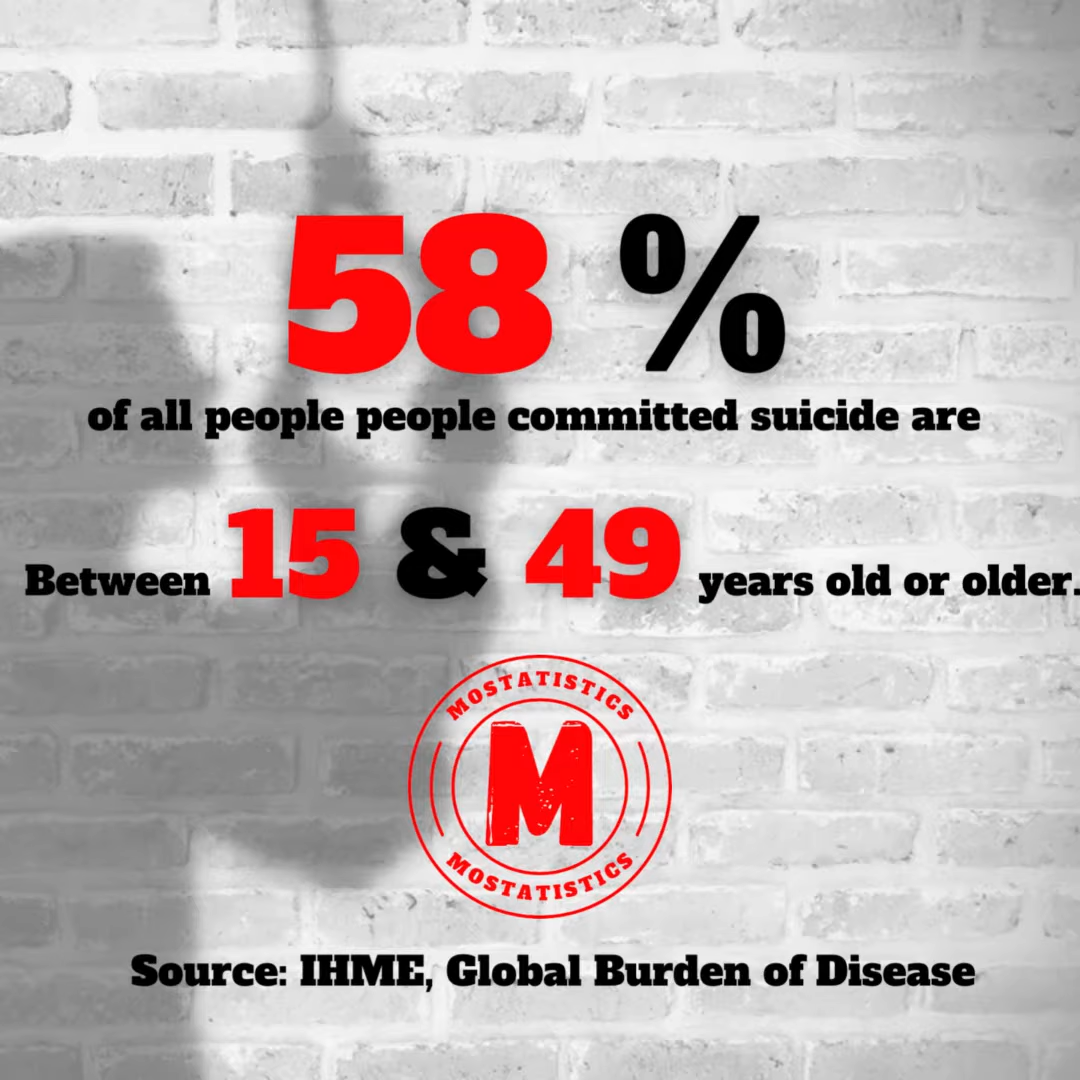 58 %
of all people people committed suicide are
Between 15 & 49 years old or older.
MOSTATISTICS
M
MOSTATISTICS
Source: IHME, Global Burden of Disease